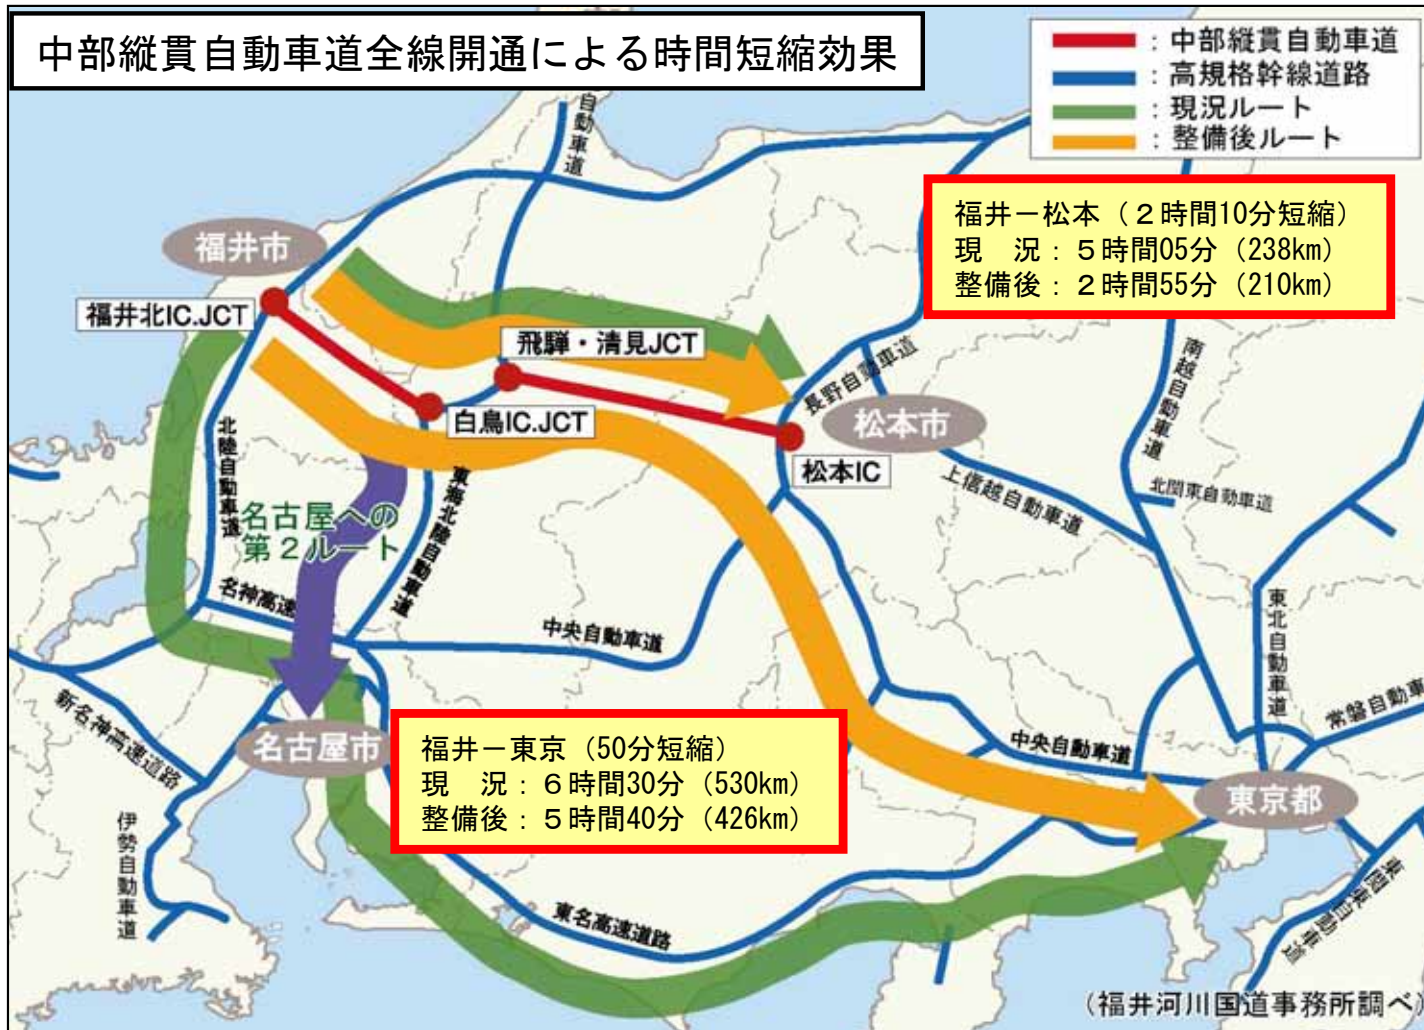 中部縦貫自動車道全線開通による時間短縮効果
：中部縦貫自動車道
：高規格幹線道路
：現況ルート
：整備後ルート
自動車道
福井－松本（２時間10分短縮）
現　況：５時間05分（238km）
整備後：２時間55分（210km）
福井市
福井北IC.JCT
飛騨・清見JCT
長野自動車道
南越自動車道
白鳥IC.JCT
松本市
松本IC
北陸自動車道
東海北陸自動車道
上信越自動車道
北関東自動車道
名古屋への
第２ルート
名神高速
中央自動車道
東北自動車道
新名神高速道路
常磐自動車
名古屋市
福井－東京（50分短縮）
現　況：６時間30分（530km）
整備後：５時間40分（426km）
中央自動車道
東京都
伊勢自動車道
東名高速道路
東関東自動車道
（福井河川国道事務所調べ）